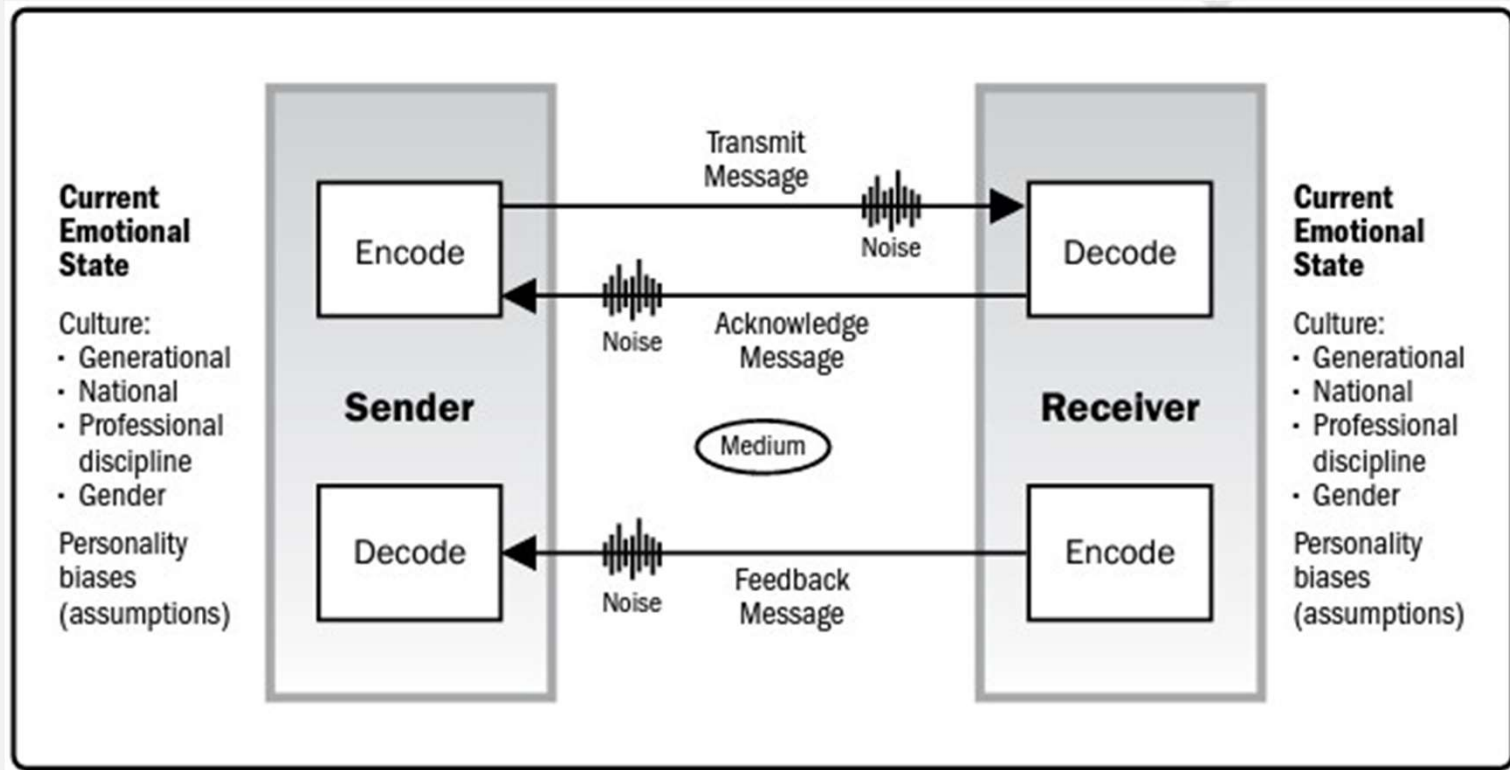 Current
Emotional
State
Culture:
· Generational
· National
· Professional
discipline
· Gender
Personality
biases
(assumptions)
Encode
Sender
Decode
Transmit
Message
Noise
Noise
Acknowledge
Message
Medium
Noise
Feedback
Message
Decode
Receiver
Encode
Current
Emotional
State
Culture:
· Generational
· National
· Professional
discipline
· Gender
Personality
biases
(assumptions)